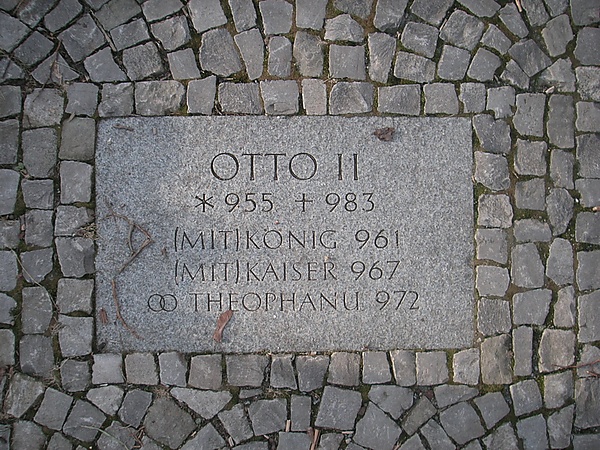 OTTO II
* 955 † 983
(MIT)KÖNIG 961
(MIT)KAISER 967
⚭ THEOPHANU 972